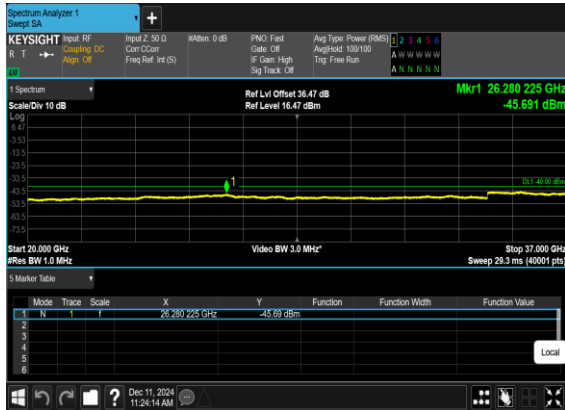 Spectrum Analyzer 1
Swept SA
+
KEYSIGHT Input: RF Input Z: 50 Ω #Atten: 0 dB PNO: Fast Avg Type: Power (RMS) 1 2 3 4 5 6
R T Coupling: DC Corr CCorr Gate: Off Avg|Hold: 100/100 A W W W W W
Align: Off Freq Ref: Int (S) IF Gain: High Trig: Free Run
LW Sig Track: Off A N N N N N
1 Spectrum Ref Lvl Offset 36.47 dB Mkr1 26.280 225 GHz
Scale/Div 10 dB Ref Level 16.47 dBm -45.691 dBm
Log
6.47
-3.53
-13.5
-23.5
1
DL1 -40.00 dBm
-33.5
-43.5
-53.5
-63.5
-73.5
Start 20.000 GHz Video BW 3.0 MHz* Stop 37.000 GHz
#Res BW 1.0 MHz Sweep 29.3 ms (40001 pts)
5 Marker Table
Mode Trace Scale X Y Function Function Width Function Value
1 N 1 f 26.280 225 GHz -45.69 dBm
2
3
4
5
6
Local
? Dec 11, 2024
11:24:14 AM